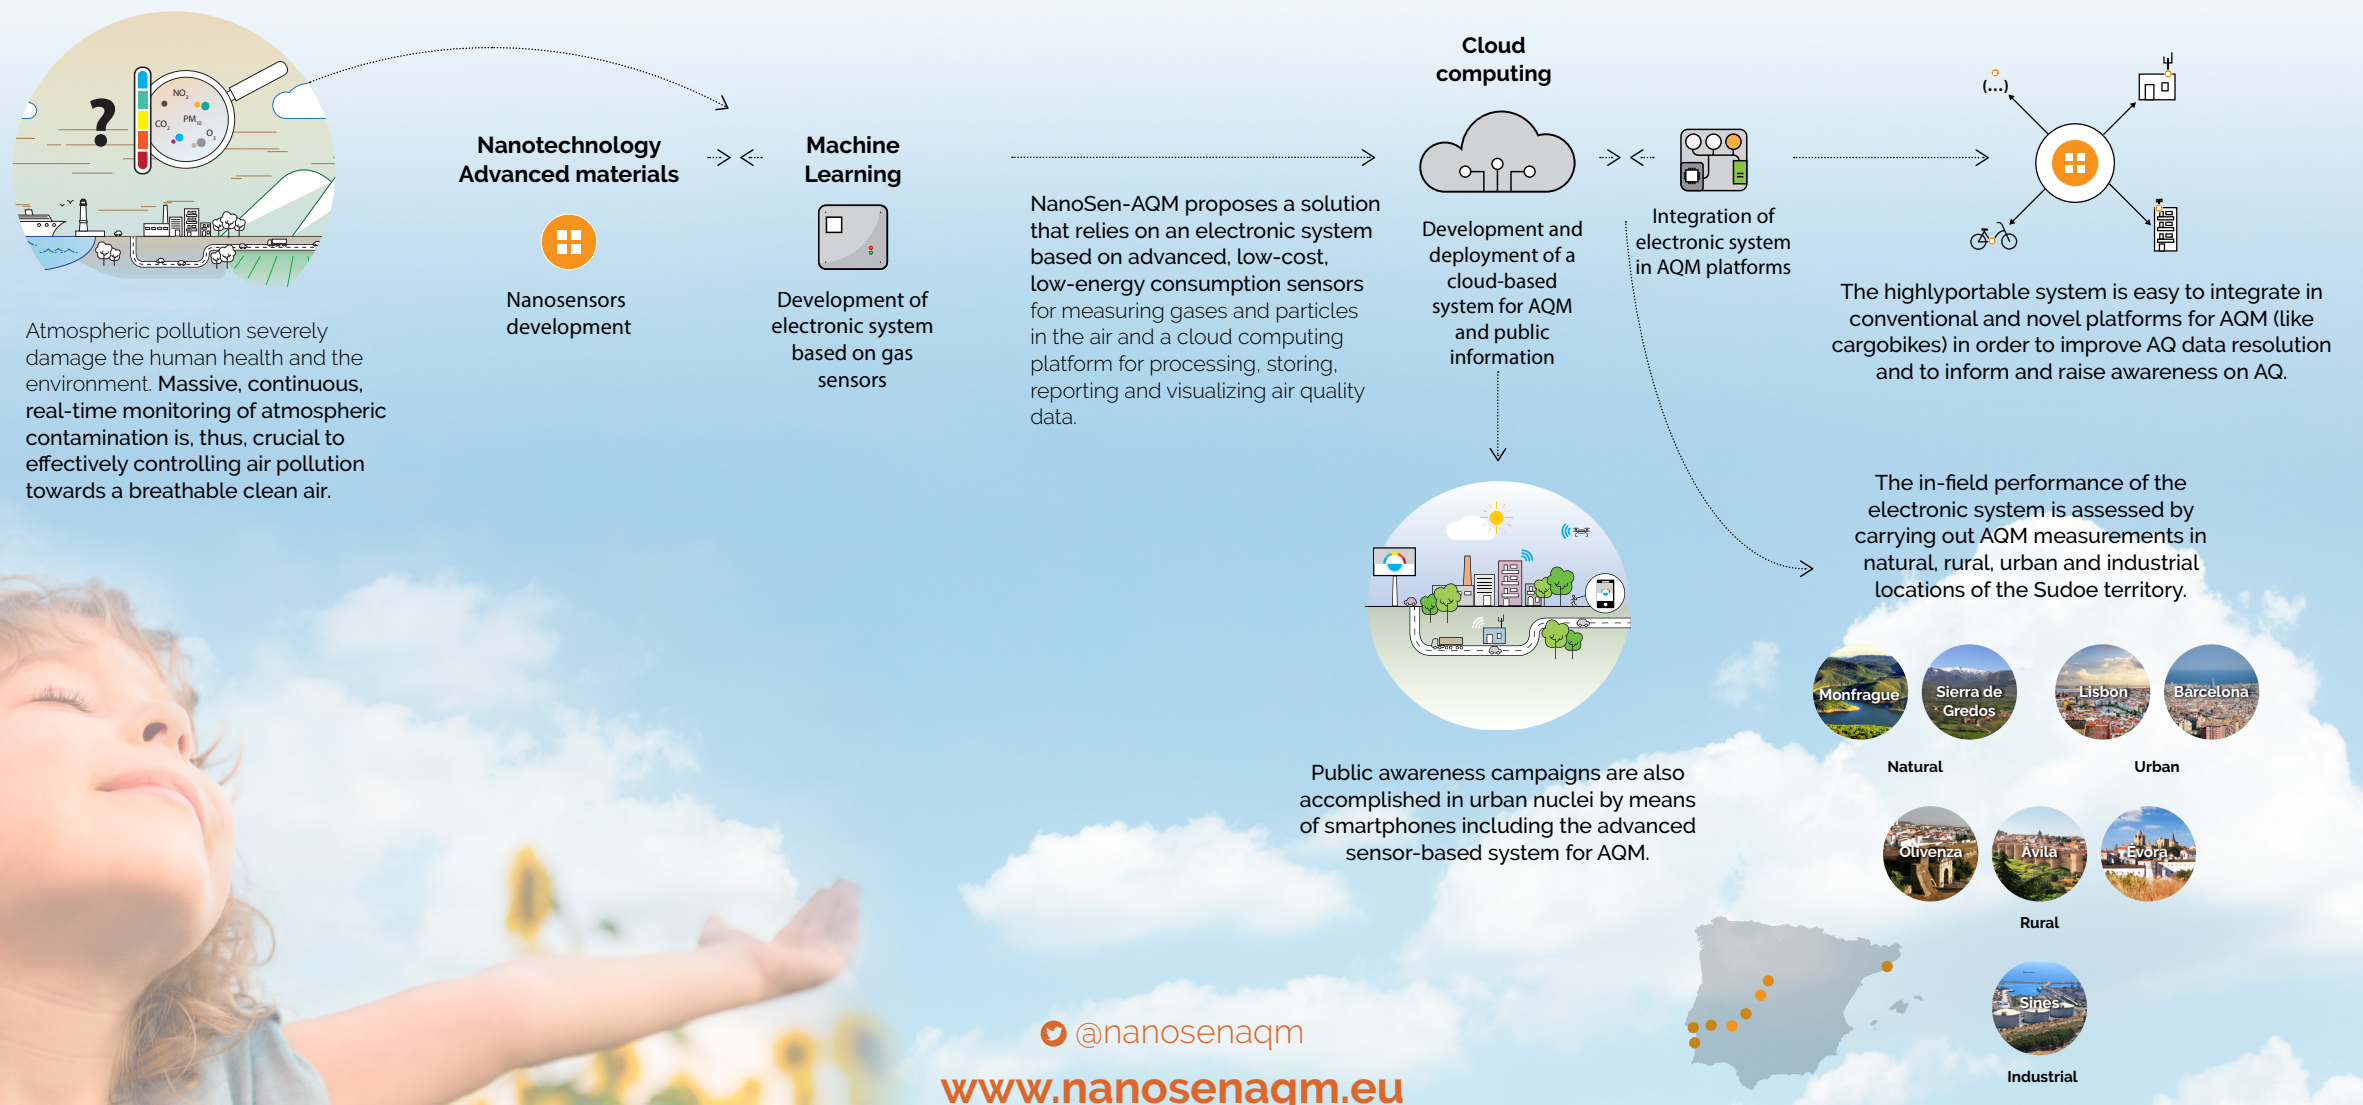 NO2
CO2
PM10
O3
?
Atmospheric pollution severely
damage the human health and the
environment. Massive, continuous,
real-time monitoring of atmospheric
contamination is, thus, crucial to
effectively controlling air pollution
towards a breathable clean air.
Nanotechnology
Advanced materials
Nanosensors
development
Machine
Learning
Development of
electronic system
based on gas
sensors
NanoSen-AQM proposes a solution
that relies on an electronic system
based on advanced, low-cost,
low-energy consumption sensors
for measuring gases and particles
in the air and a cloud computing
platform for processing, storing,
reporting and visualizing air quality
data.
Cloud
computing
Development and
deployment of a
cloud-based
system for AQM
and public
information
Integration of
electronic system
in AQM platforms
(...)
The highlyportable system is easy to integrate in
conventional and novel platforms for AQM (like
cargobikes) in order to improve AQ data resolution
and to inform and raise awareness on AQ.
The in-field performance of the
electronic system is assessed by
carrying out AQM measurements in
natural, rural, urban and industrial
locations of the Sudoe territory.
Public awareness campaigns are also
accomplished in urban nuclei by means
of smartphones including the advanced
sensor-based system for AQM.
Monfrague
Sierra de
Gredos
Natural
Lisbon
Barcelona
Urban
Olivenza
Ávila
Évora
Rural
Sines
Industrial
@nanosenaqm
www.nanosenaqm.eu